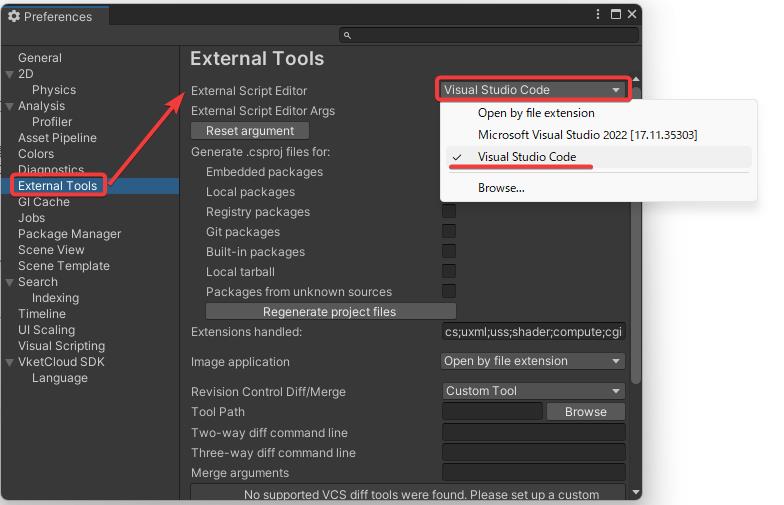 Preferences
General
2D
Physics
Analysis
Profiler
Asset Pipeline
Colors
Diagnostics
External Tools
GI Cache
Jobs
Package Manager
Scene View
Scene Template
Search
Indexing
Timeline
UI Scaling
Visual Scripting
VketCloud SDK
Language
External Tools
External Script Editor
Visual Studio Code
Open by file extension
Microsoft Visual Studio 2022 [17.11.35303]
Visual Studio Code
Browse...
External Script Editor Args
Reset argument
Generate .csproj files for:
Embedded packages
Local packages
Registry packages
Git packages
Built-in packages
Local tarball
Packages from unknown sources
Regenerate project files
Extensions handled: cs;uxml;uss;shader;compute;cgi
Image application Open by file extension
Revision Control Diff/Merge Custom Tool
Tool Path Browse
Two-way diff command line
Three-way diff command line
Merge arguments
No supported VCS diff tools were found. Please set up a custom